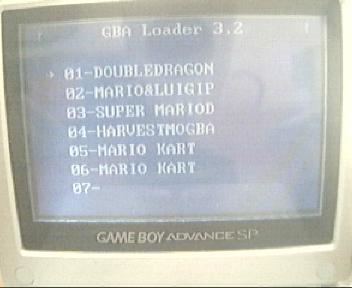 GBA Loader 3.2
01-DOUBLEDRAGON
02-MARIO&LUIGIP
03-SUPER MARIOD
04-HARVESTMOGBA
05-MARIO KART
06-MARIO KART
07-
GAME BOY ADVANCE SP